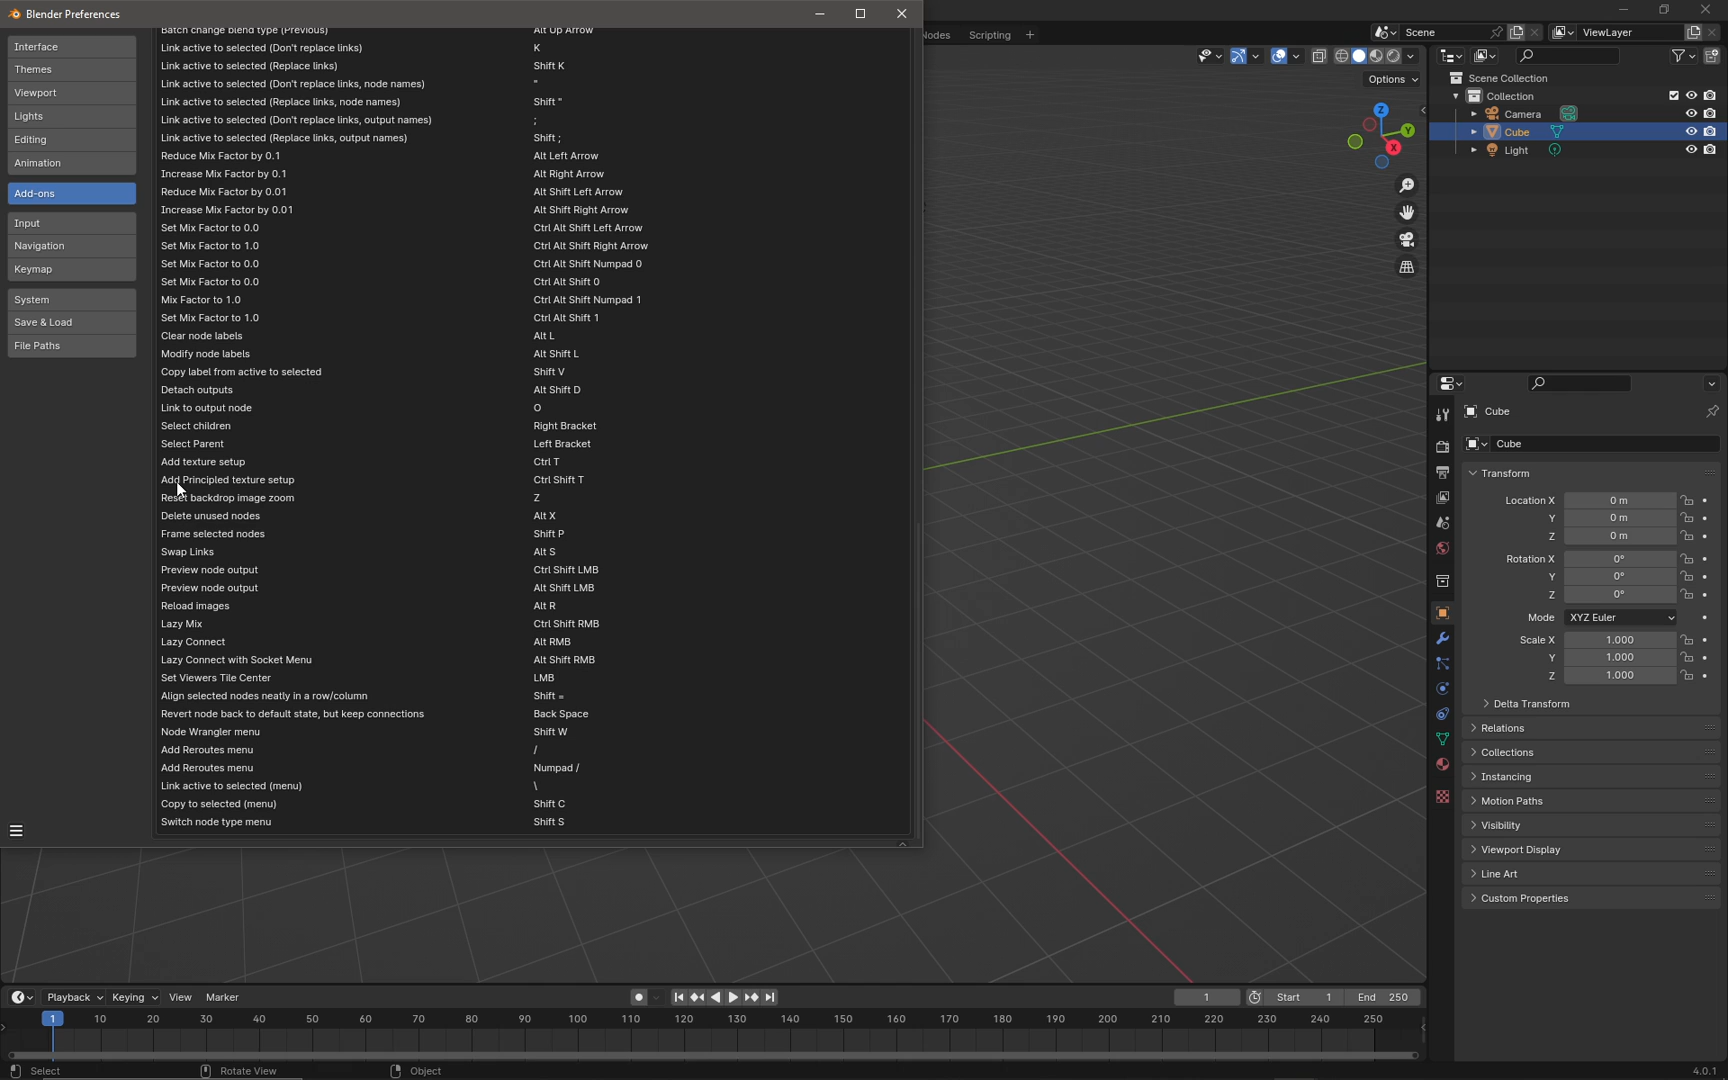 Blender Preferences
Interface
Themes
Viewport
Lights
Editing
Animation
Add-ons
Input
Navigation
Keymap
System
Save & Load
File Paths
Batch change blend type (Previous) Alt Up Arrow
Link active to selected (Don't replace links) K
Link active to selected (Replace links) Shift K
Link active to selected (Don't replace links, node names) "
Link active to selected (Replace links, node names) Shift "
Link active to selected (Don't replace links, output names) ;
Link active to selected (Replace links, output names) Shift ;
Reduce Mix Factor by 0.1 Alt Left Arrow
Increase Mix Factor by 0.1 Alt Right Arrow
Reduce Mix Factor by 0.01 Alt Shift Left Arrow
Increase Mix Factor by 0.01 Alt Shift Right Arrow
Set Mix Factor to 0.0 Ctrl Alt Shift Left Arrow
Set Mix Factor to 1.0 Ctrl Alt Shift Right Arrow
Set Mix Factor to 0.0 Ctrl Alt Shift Numpad 0
Set Mix Factor to 0.0 Ctrl Alt Shift 0
Mix Factor to 1.0 Ctrl Alt Shift Numpad 1
Set Mix Factor to 1.0 Ctrl Alt Shift 1
Clear node labels Alt L
Modify node labels Alt Shift L
Copy label from active to selected Shift V
Detach outputs Alt Shift D
Link to output node O
Select children Right Bracket
Select Parent Left Bracket
Add texture setup Ctrl T
Add Principled texture setup Ctrl Shift T
Reset backdrop image zoom Z
Delete unused nodes Alt X
Frame selected nodes Shift P
Swap Links Alt S
Preview node output Ctrl Shift LMB
Preview node output Alt Shift LMB
Reload images Alt R
Lazy Mix Ctrl Shift RMB
Lazy Connect Alt RMB
Lazy Connect with Socket Menu Alt Shift RMB
Set Viewers Tile Center LMB
Align selected nodes neatly in a row/column Shift =
Revert node back to default state, but keep connections Back Space
Node Wrangler menu Shift W
Add Reroutes menu /
Add Reroutes menu Numpad /
Link active to selected (menu) \
Copy to selected (menu) Shift C
Switch node type menu Shift S
Nodes Scripting +
Scene
ViewLayer
Options
Z
Y
X
Scene Collection
Collection
Camera
Cube
Light
Cube
Cube
Transform
Location X 0 m
Y 0 m
Z 0 m
Rotation X 0°
Y 0°
Z 0°
Mode XYZ Euler
Scale X 1.000
Y 1.000
Z 1.000
Delta Transform
Relations
Collections
Instancing
Motion Paths
Visibility
Viewport Display
Line Art
Custom Properties
Playback Keying View Marker 1 Start 1 End 250
1 10 20 30 40 50 60 70 80 90 100 110 120 130 140 150 160 170 180 190 200 210 220 230 240 250
Select Rotate View Object 4.0.1